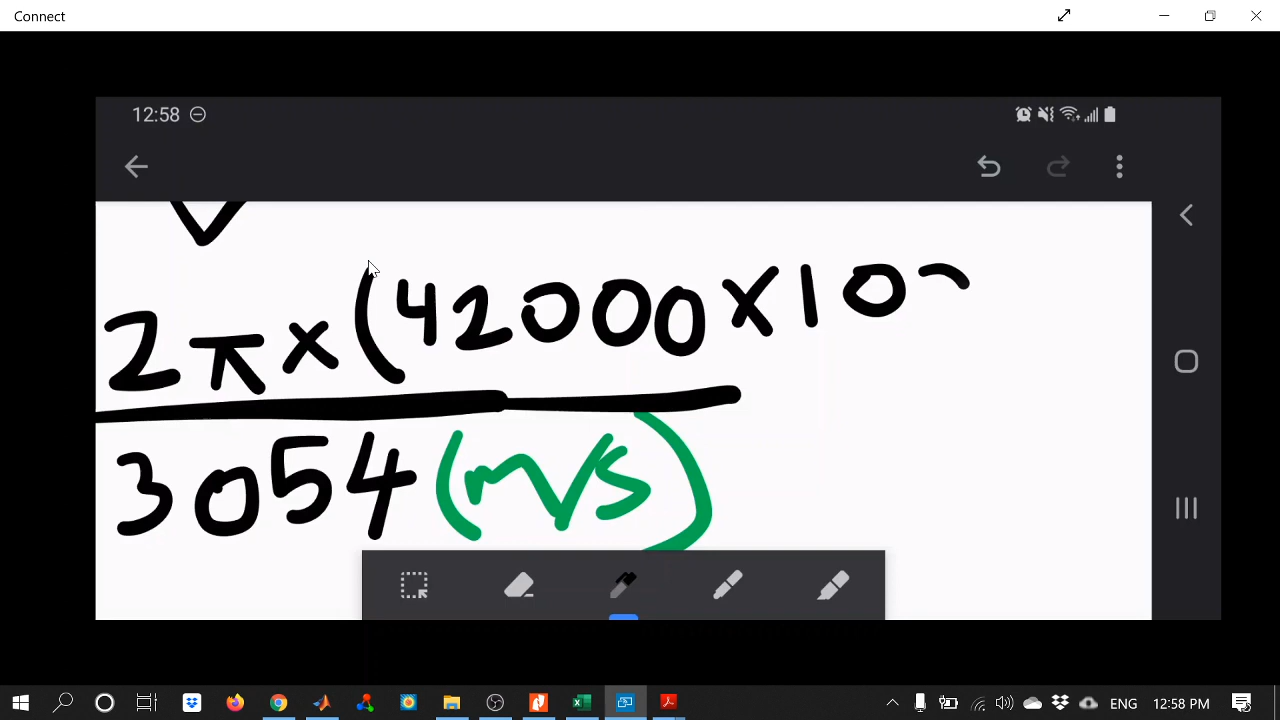 Connect
12:58
2π × (42000 × 10
3054 (m/s)
ENG 12:58 PM